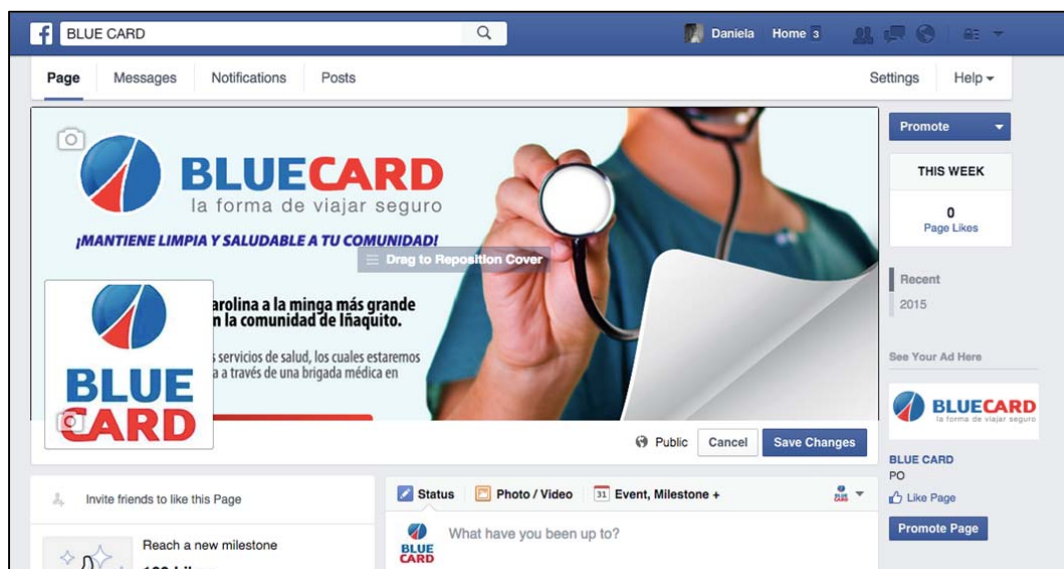 f BLUE CARD Daniela Home 3
Page Messages Notifications Posts Settings Help
BLUECARD
la forma de viajar seguro
¡MANTIENE LIMPIA Y SALUDABLE A TU COMUNIDAD!
Drag to Reposition Cover
arolina a la minga más grande
n la comunidad de Iñaquito.
s servicios de salud, los cuales estaremos
a a través de una brigada médica en
BLUE
CARD
Public Cancel Save Changes
Promote
THIS WEEK
0
Page Likes
Recent
2015
See Your Ad Here
BLUECARD
la forma de viajar seguro
BLUE CARD
PO
Like Page
Promote Page
Invite friends to like this Page
Reach a new milestone
Status Photo / Video 31 Event, Milestone +
BLUE
CARD
What have you been up to?
BLUE
CARD